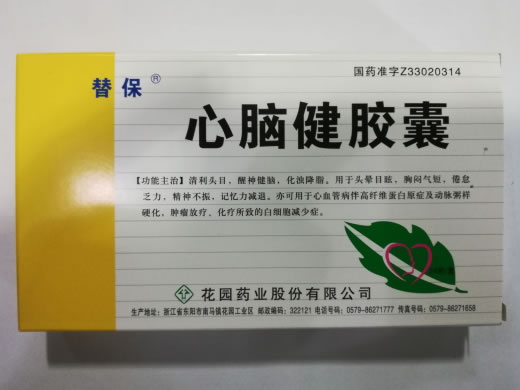 国药准字Z33020314
替保®
心脑健胶囊
【功能主治】清利头目，醒神健脑，化浊降脂。用于头晕目眩，胸闷气短，倦怠
乏力，精神不振，记忆力减退。亦可用于心血管病伴高纤维蛋白原症及动脉粥样
硬化，肿瘤放疗、化疗所致的白细胞减少症。
花园药业股份有限公司
生产地址：浙江省东阳市南马镇花园工业区 邮政编码：322121 电话号码：0579-86271777 传真号码：0579-86271658